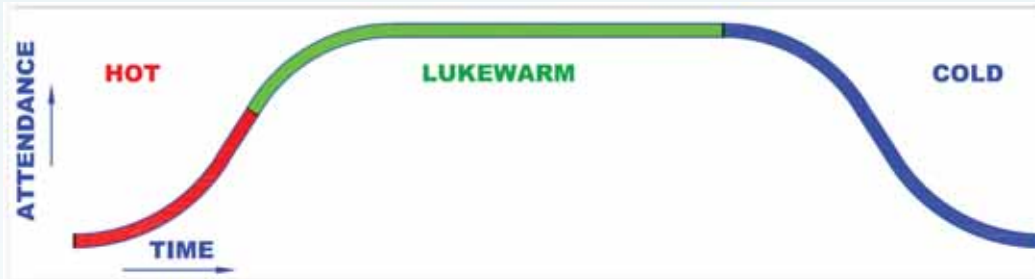 HOT
LUKEWARM
COLD
ATTENDANCE
TIME